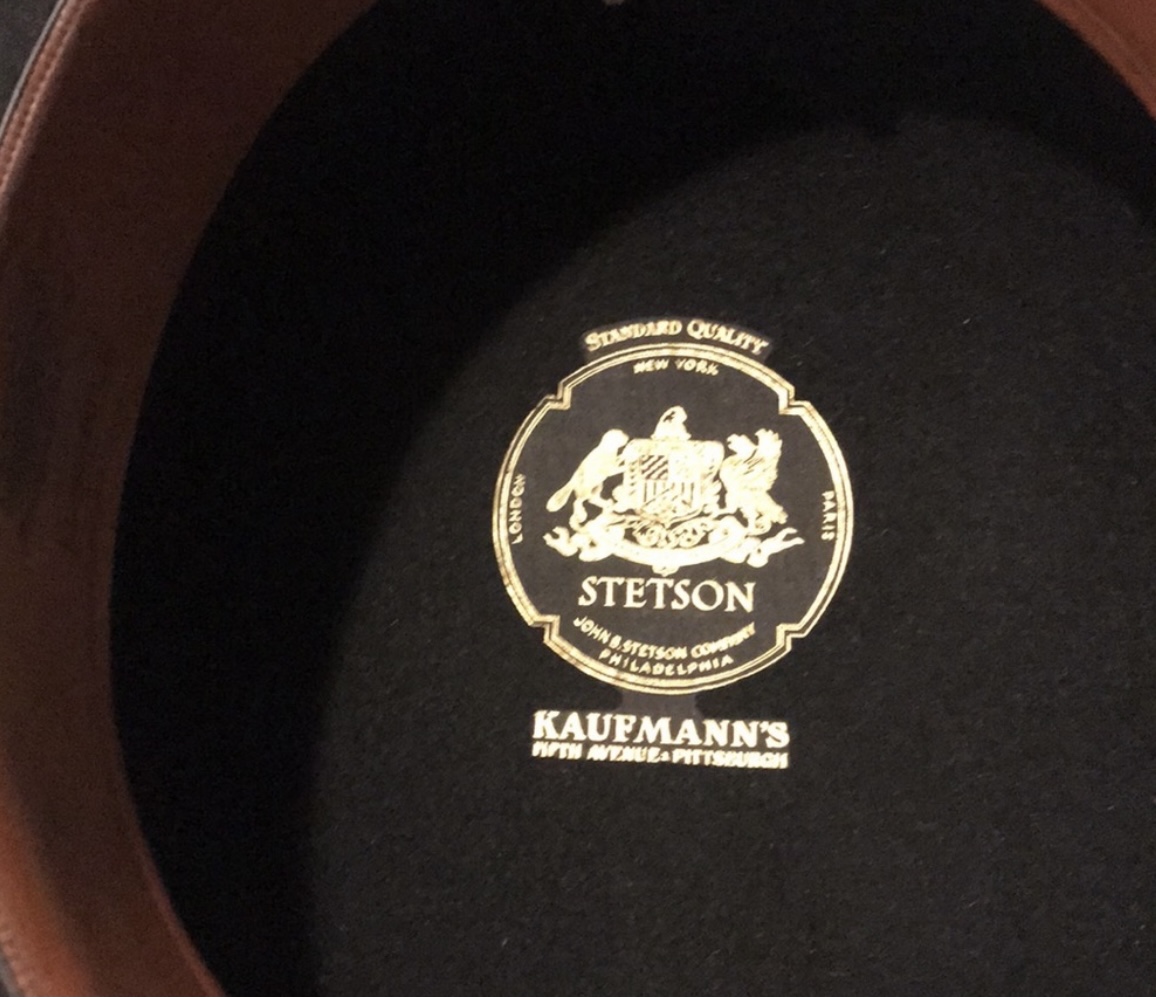 STANDARD QUALITY
NEW YORK
LONDON
PARIS
STETSON
JOHN B. STETSON COMPANY
PHILADELPHIA
KAUFMANN'S
FIFTH AVENUE · PITTSBURGH